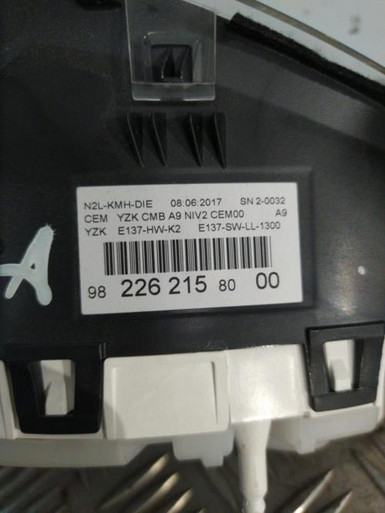 N2L-KMH-DIE 08:06:2017 SN 2-0032
CEM YZK CMB A9 NIV2 CEM00 A9
YZK E137-HW-K2 E137-SW-LL-1300
98 226 215 80 00
A